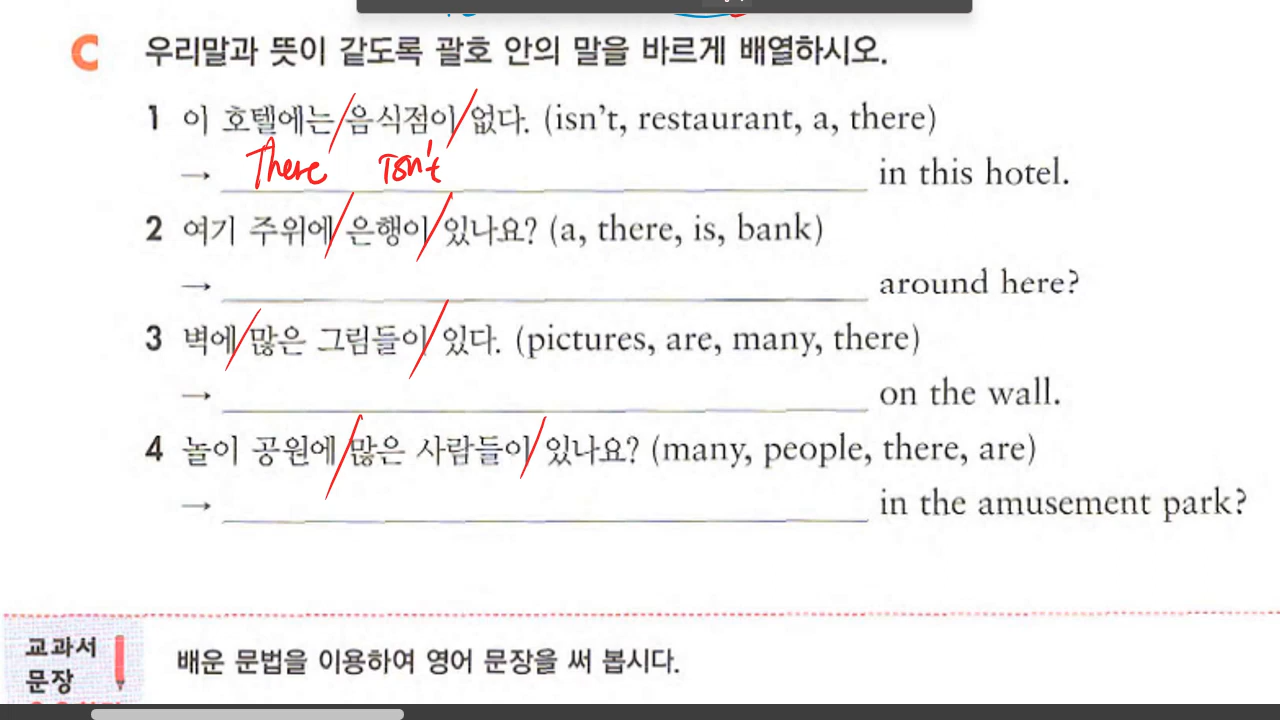 C 우리말과 뜻이 같도록 괄호 안의 말을 바르게 배열하시오.
1 이 호텔에는/음식점이/없다. (isn't, restaurant, a, there)
→ There isn't in this hotel.
2 여기 주위에/은행이/있나요? (a, there, is, bank)
→ around here?
3 벽에/많은 그림들이/있다. (pictures, are, many, there)
→ on the wall.
4 놀이 공원에/많은 사람들이/있나요? (many, people, there, are)
→ in the amusement park?
교과서
문장
배운 문법을 이용하여 영어 문장을 써 봅시다.